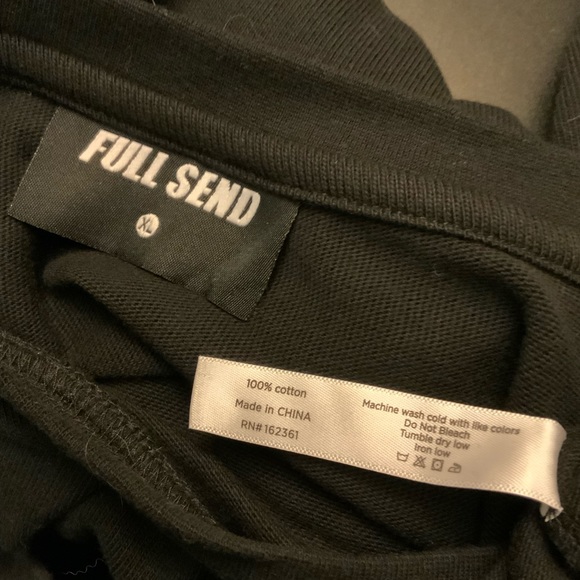 FULL SEND
XL
100% cotton
Made in CHINA
RN#162361
Machine wash cold with like colors
Do Not Bleach
Tumble dry low
Iron low